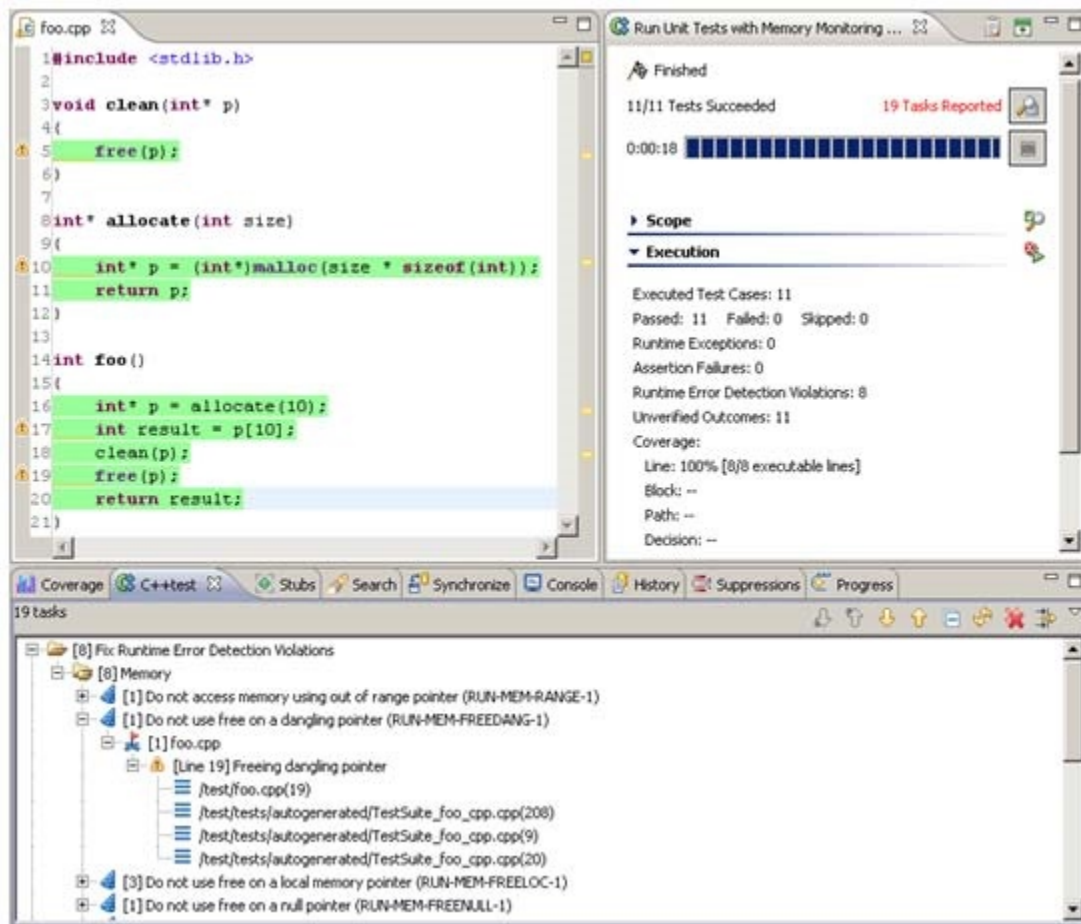 foo.cpp
1 #include <stdlib.h>
2
3 void clean(int* p)
4 {
5 free(p);
6 }
7
8 int* allocate(int size)
9 {
10 int* p = (int*)malloc(size * sizeof(int));
11 return p;
12 }
13
14 int foo()
15 {
16 int* p = allocate(10);
17 int result = p[10];
18 clean(p);
19 free(p);
20 return result;
21 }
Run Unit Tests with Memory Monitoring ...
Finished
11/11 Tests Succeeded 19 Tasks Reported
0:00:18
Scope
Execution
Executed Test Cases: 11
Passed: 11 Failed: 0 Skipped: 0
Runtime Exceptions: 0
Assertion Failures: 0
Runtime Error Detection Violations: 8
Unverified Outcomes: 11
Coverage:
Line: 100% [8/8 executable lines]
Block: --
Path: --
Decision: --
Coverage C++test Stubs Search Synchronize Console History Suppressions Progress
19 tasks
[8] Fix Runtime Error Detection Violations
[8] Memory
[1] Do not access memory using out of range pointer (RUN-MEM-RANGE-1)
[1] Do not use free on a dangling pointer (RUN-MEM-FREEDANG-1)
[1] foo.cpp
[Line 19] Freeing dangling pointer
/test/foo.cpp(19)
/test/tests/autogenerated/TestSuite_foo_cpp.cpp(208)
/test/tests/autogenerated/TestSuite_foo_cpp.cpp(9)
/test/tests/autogenerated/TestSuite_foo_cpp.cpp(20)
[3] Do not use free on a local memory pointer (RUN-MEM-FREELOC-1)
[1] Do not use free on a null pointer (RUN-MEM-FREENULL-1)